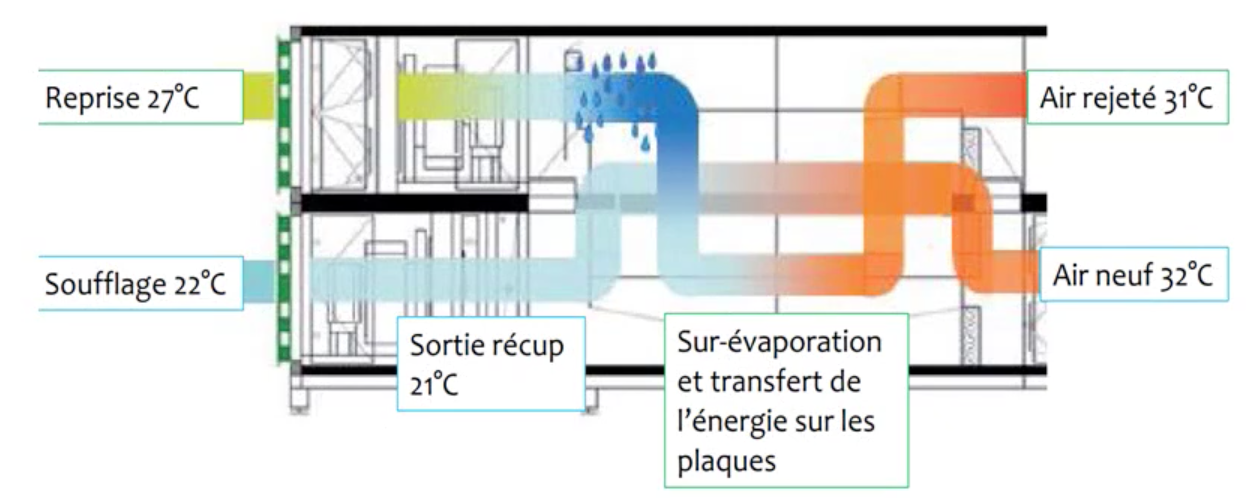 Reprise 27°C
Air rejeté 31°C
Soufflage 22°C
Air neuf 32°C
Sortie récup
21°C
Sur-évaporation
et transfert de
l’énergie sur les
plaques